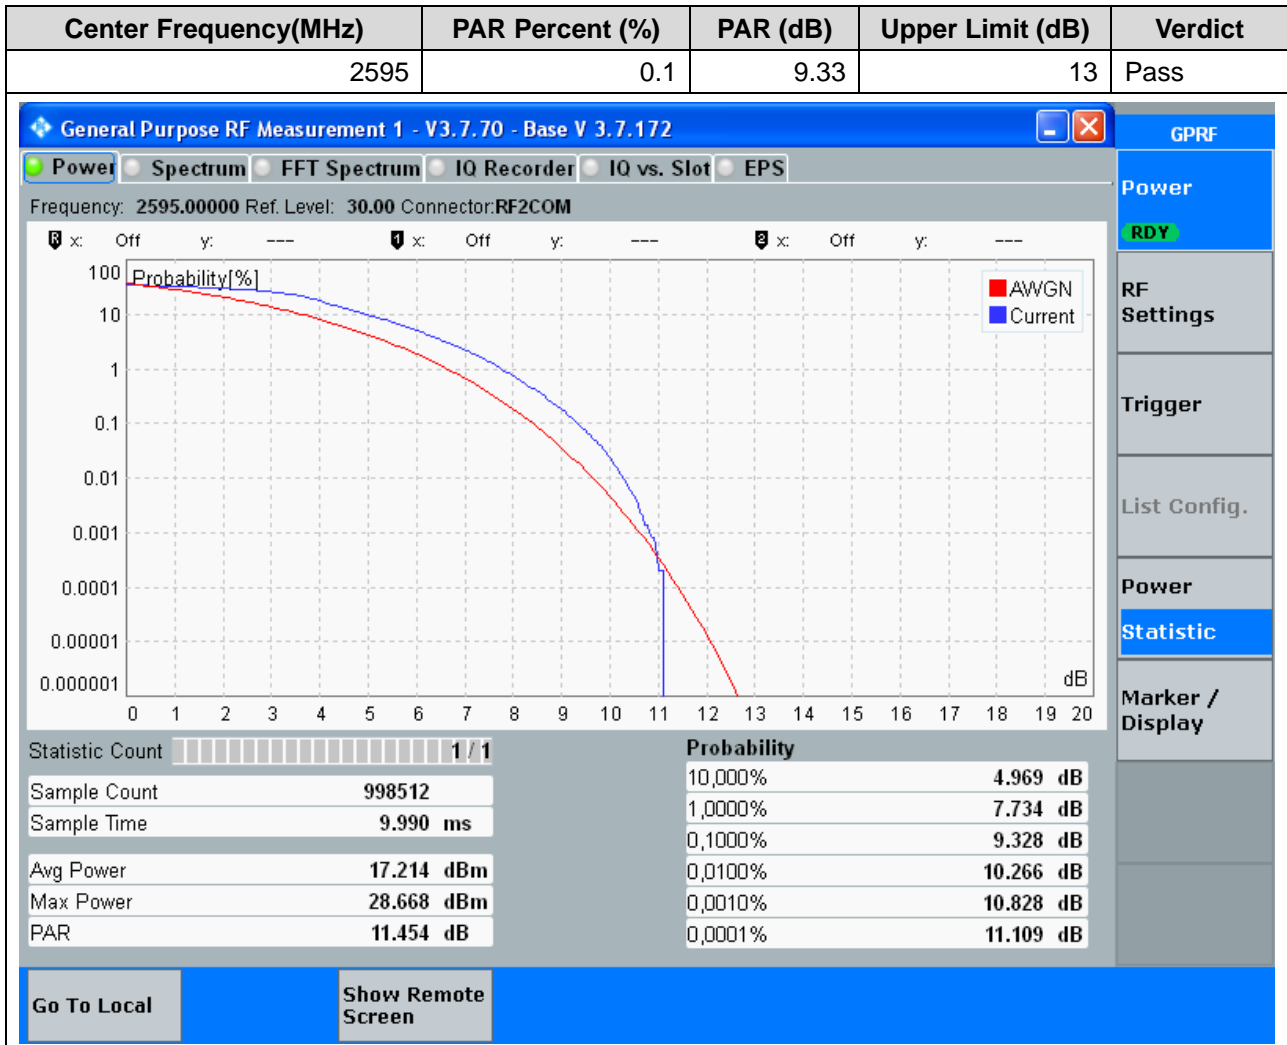 Center Frequency(MHz) PAR Percent (%) PAR (dB) Upper Limit (dB) Verdict
2595 0.1 9.33 13 Pass
General Purpose RF Measurement 1 - V3.7.70 - Base V 3.7.172
GPRF
Power Spectrum FFT Spectrum IQ Recorder IQ vs. Slot EPS
Power
RDY
Frequency: 2595.00000 Ref. Level: 30.00 Connector:RF2COM
R x: Off y: --- 1 x: Off y: --- 2 x: Off y: ---
Probability[%]
AWGN
Current
100
10
1
0.1
0.01
0.001
0.0001
0.00001
0.000001
dB
0 1 2 3 4 5 6 7 8 9 10 11 12 13 14 15 16 17 18 19 20
RF
Settings
Trigger
List Config.
Power
Statistic
Marker /
Display
Statistic Count 1 / 1
Sample Count 998512
Sample Time 9.990 ms
Avg Power 17.214 dBm
Max Power 28.668 dBm
PAR 11.454 dB
Probability
10,000% 4.969 dB
1,0000% 7.734 dB
0,1000% 9.328 dB
0,0100% 10.266 dB
0,0010% 10.828 dB
0,0001% 11.109 dB
Go To Local
Show Remote
Screen